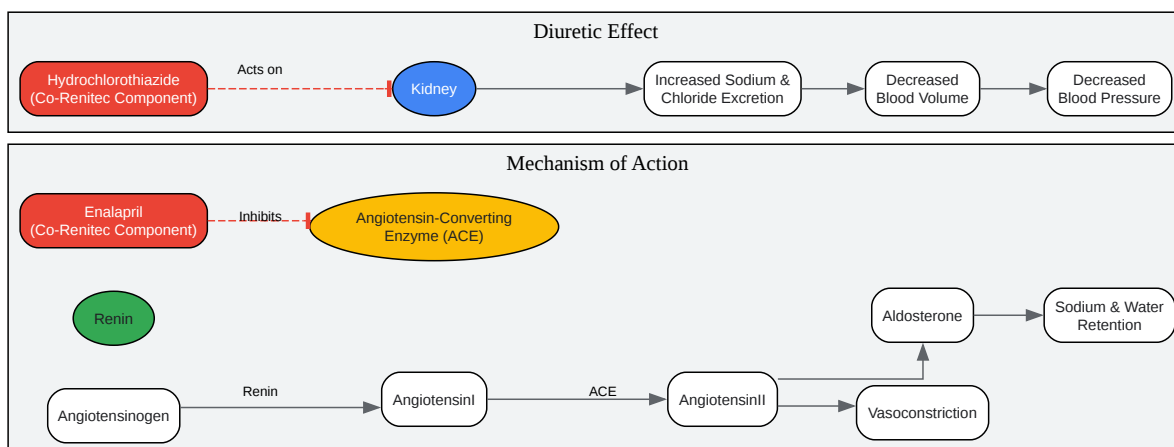 Diuretic Effect
Hydrochlorothiazide
(Co-Renitec Component)
Acts on
Kidney
Increased Sodium &
Chloride Excretion
Decreased
Blood Volume
Decreased
Blood Pressure
Mechanism of Action
Enalapril
(Co-Renitec Component)
Inhibits
Angiotensin-Converting
Enzyme (ACE)
Renin
Angiotensinogen
Renin
AngiotensinI
ACE
AngiotensinII
Aldosterone
Sodium & Water
Retention
Vasoconstriction